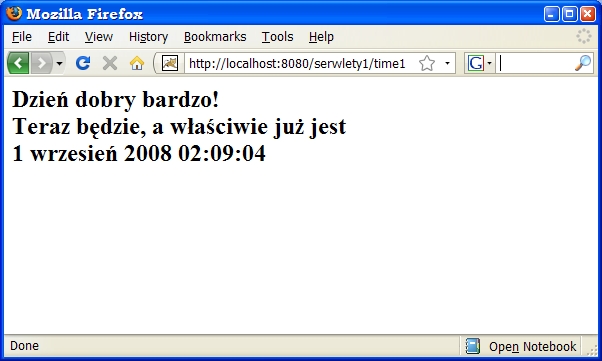 Mozilla Firefox
File Edit View History Bookmarks Tools Help
http://localhost:8080/serwlety1/time1 G
Dzień dobry bardzo!
Teraz będzie, a właściwie już jest
1 wrzesień 2008 02:09:04
Done Open Notebook